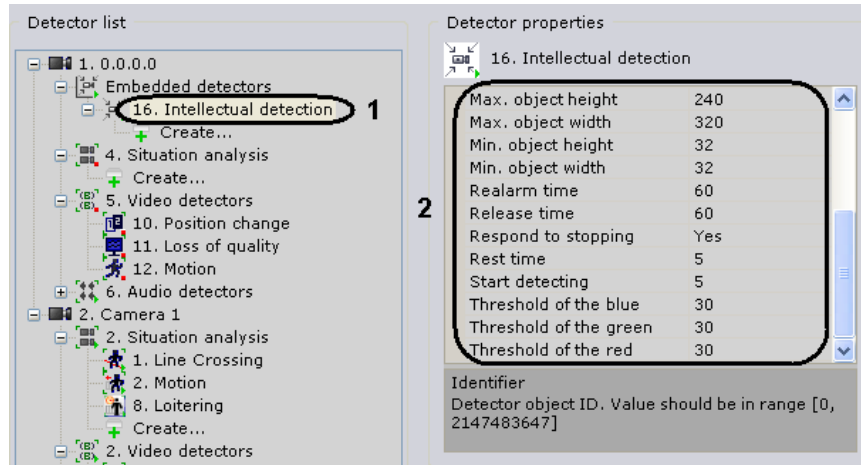 Detector list
1. 0.0.0.0
Embedded detectors
16. Intellectual detection
1
Create...
4. Situation analysis
Create...
5. Video detectors
10. Position change
11. Loss of quality
12. Motion
6. Audio detectors
2. Camera 1
2. Situation analysis
1. Line Crossing
2. Motion
8. Loitering
Create...
2. Video detectors
Detector properties
16. Intellectual detection
2
Max. object height 240
Max. object width 320
Min. object height 32
Min. object width 32
Realarm time 60
Release time 60
Respond to stopping Yes
Rest time 5
Start detecting 5
Threshold of the blue 30
Threshold of the green 30
Threshold of the red 30
Identifier
Detector object ID. Value should be in range [0,
2147483647]